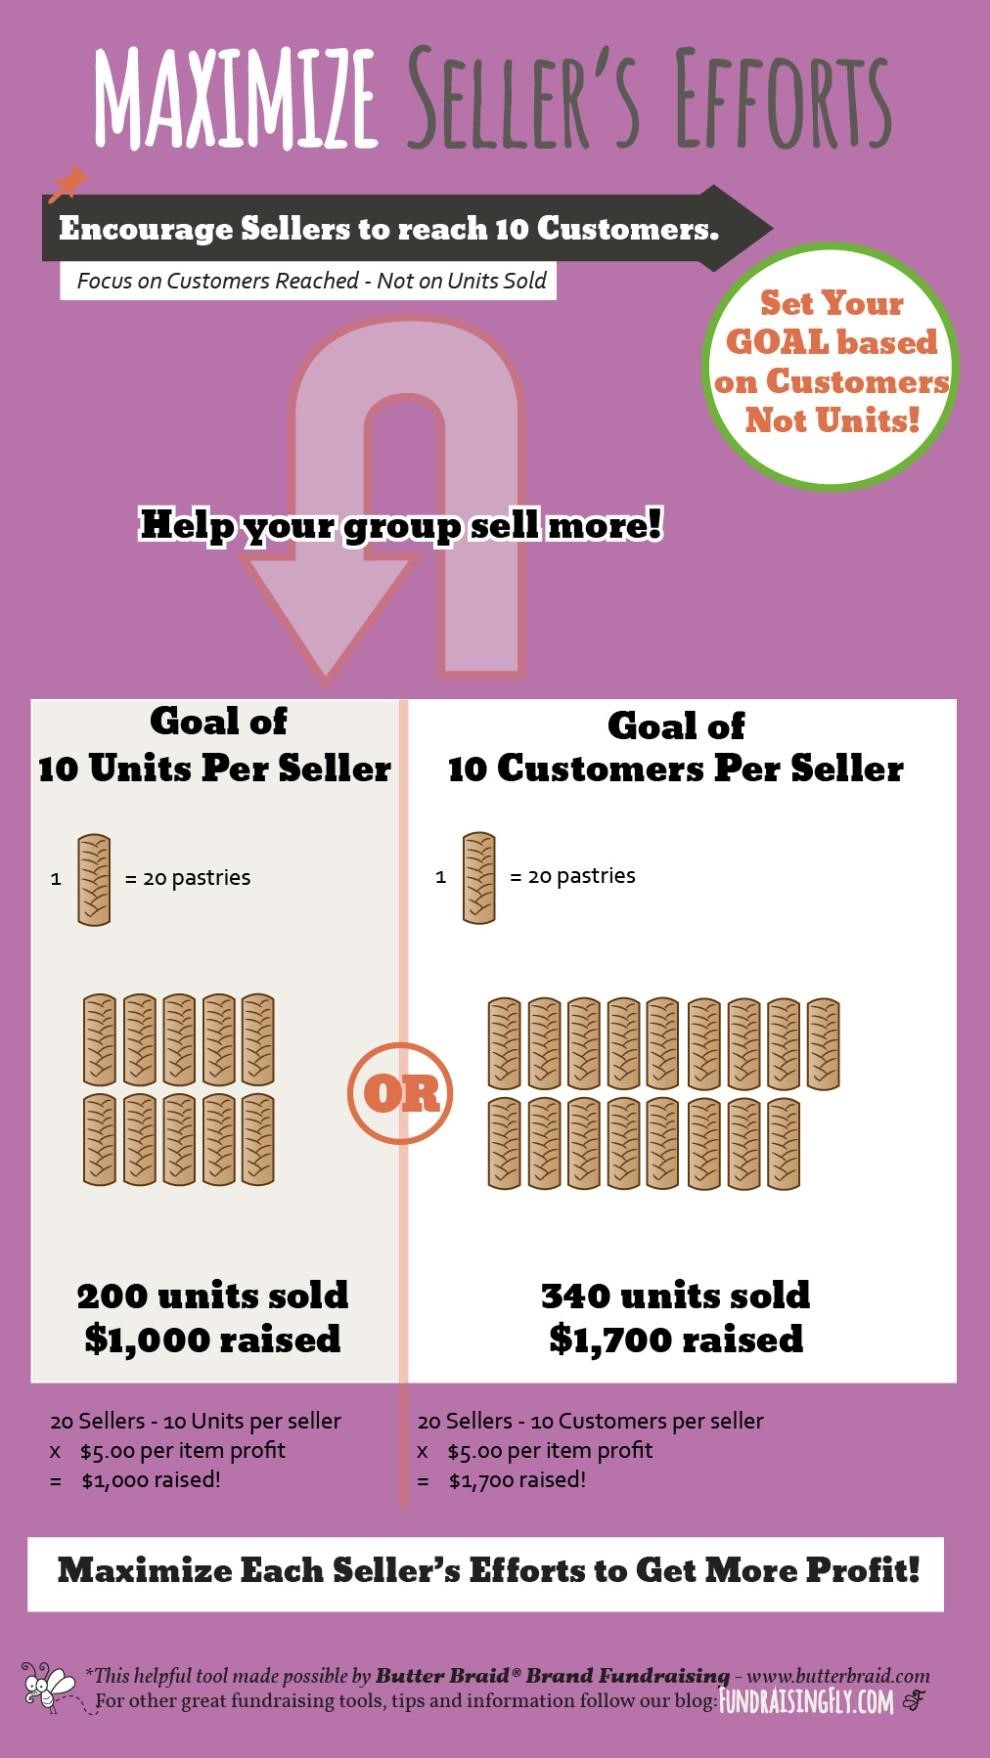 MAXIMIZE SELLER'S EFFORTS
Encourage Sellers to reach 10 Customers.
Focus on Customers Reached - Not on Units Sold
Set Your
GOAL based
on Customers
Not Units!
Help your group sell more!
Goal of
10 Units Per Seller
1 = 20 pastries
200 units sold
$1,000 raised
OR
Goal of
10 Customers Per Seller
1 = 20 pastries
340 units sold
$1,700 raised
20 Sellers - 10 Units per seller
x $5.00 per item profit
= $1,000 raised!
20 Sellers - 10 Customers per seller
x $5.00 per item profit
= $1,700 raised!
Maximize Each Seller's Efforts to Get More Profit!
*This helpful tool made possible by Butter Braid® Brand Fundraising - www.butterbraid.com
For other great fundraising tools, tips and information follow our blog: FUNDRAISINGFLY.COM